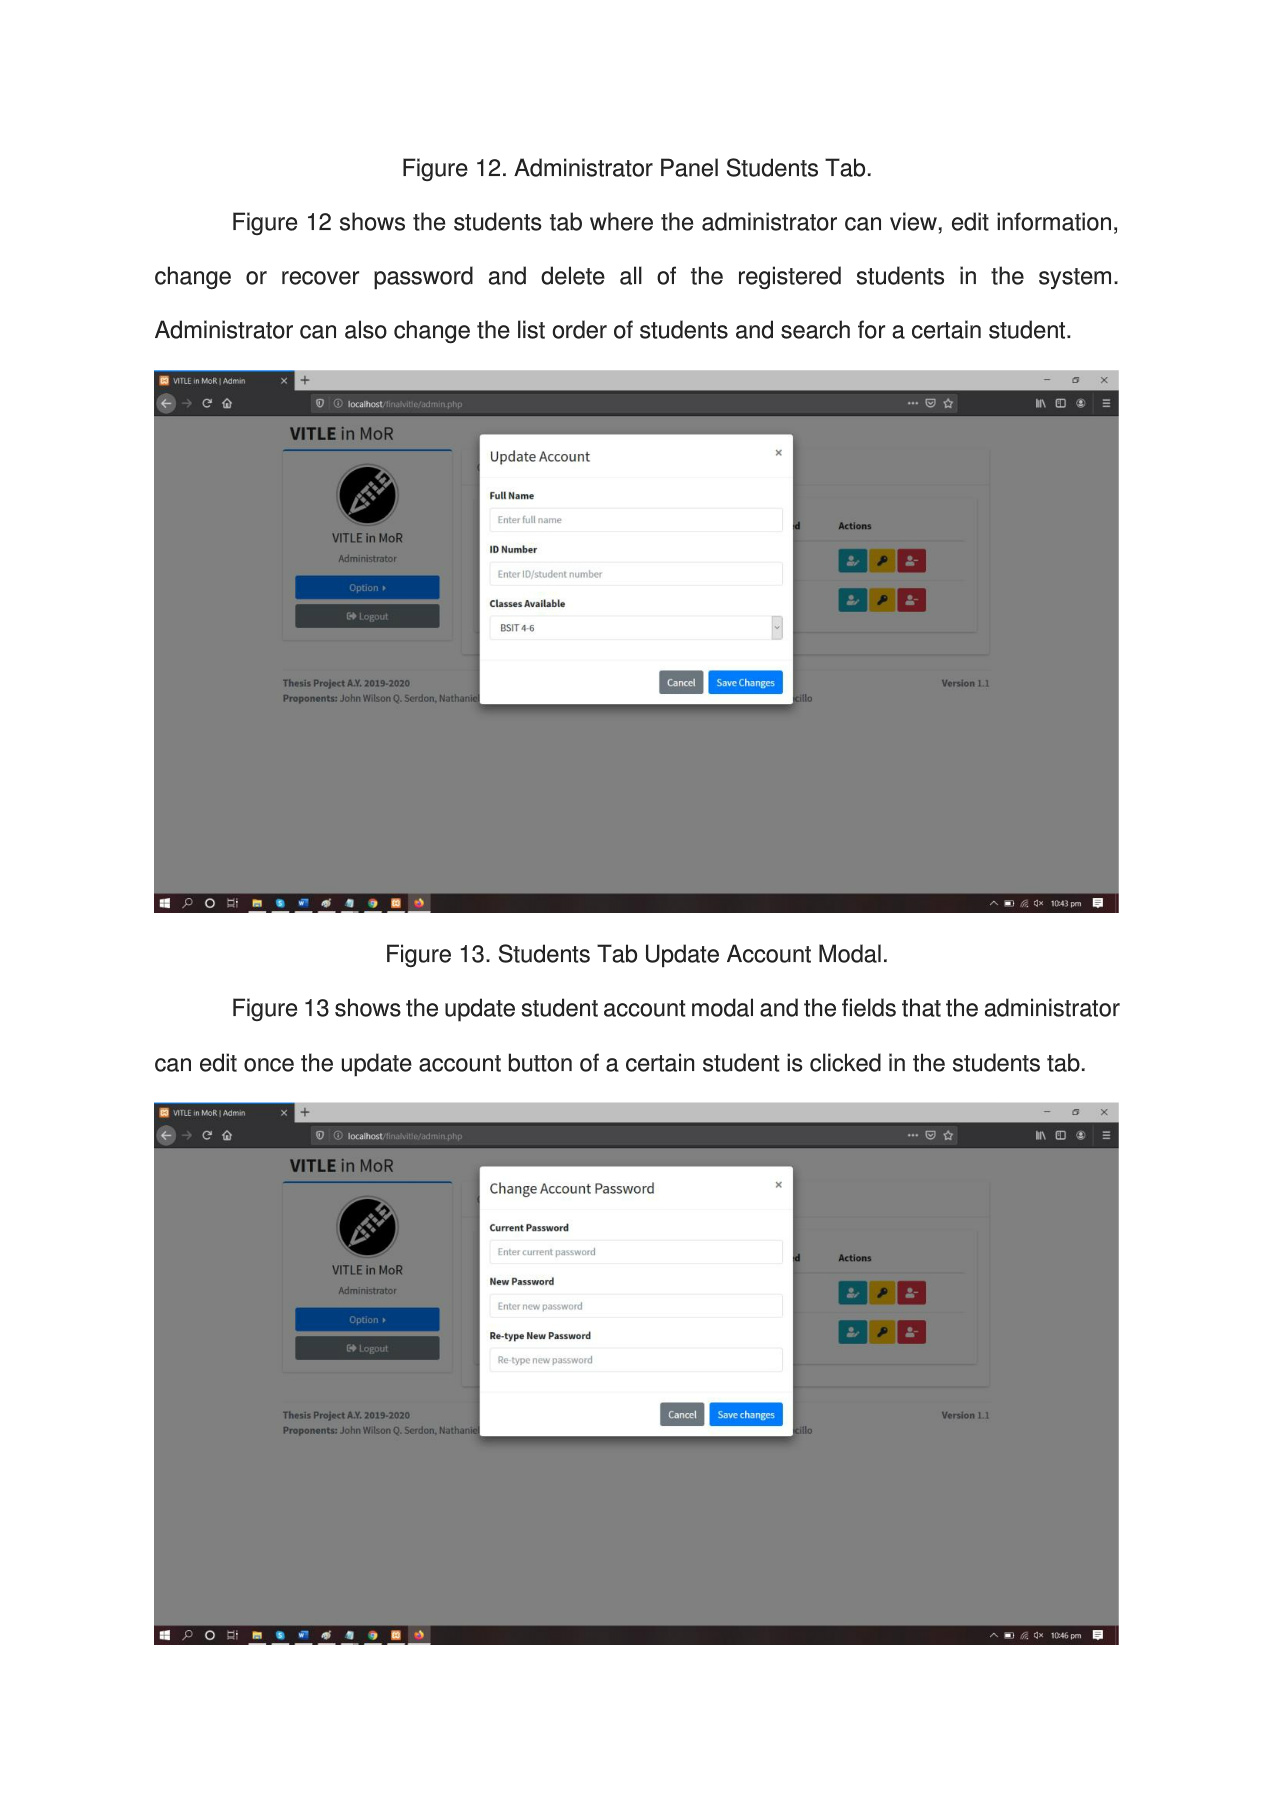 Figure 12. Administrator Panel Students Tab.
Figure 12 shows the students tab where the administrator can view, edit information,
change or recover password and delete all of the registered students in the system.
Administrator can also change the list order of students and search for a certain student.
VITLE in MoR | Admin
localhost/finalvitle/admin.php
VITLE in MoR
Update Account
Full Name
Enter full name
ID Number
Enter ID/student number
Classes Available
BSIT 4-6
Cancel Save Changes
VITLE in MoR
Administrator
Option
Logout
d Actions
Thesis Project A.Y. 2019-2020
Proponents: John Wilson Q. Serdon, Nathaniel
cillo
Version 1.1
10:43 pm
Figure 13. Students Tab Update Account Modal.
Figure 13 shows the update student account modal and the fields that the administrator
can edit once the update account button of a certain student is clicked in the students tab.
VITLE in MoR | Admin
localhost/finalvitle/admin.php
VITLE in MoR
Change Account Password
Current Password
Enter current password
New Password
Enter new password
Re-type New Password
Re-type new password
Cancel Save changes
VITLE in MoR
Administrator
Option
Logout
d Actions
Thesis Project A.Y. 2019-2020
Proponents: John Wilson Q. Serdon, Nathaniel
cillo
Version 1.1
10:46 pm